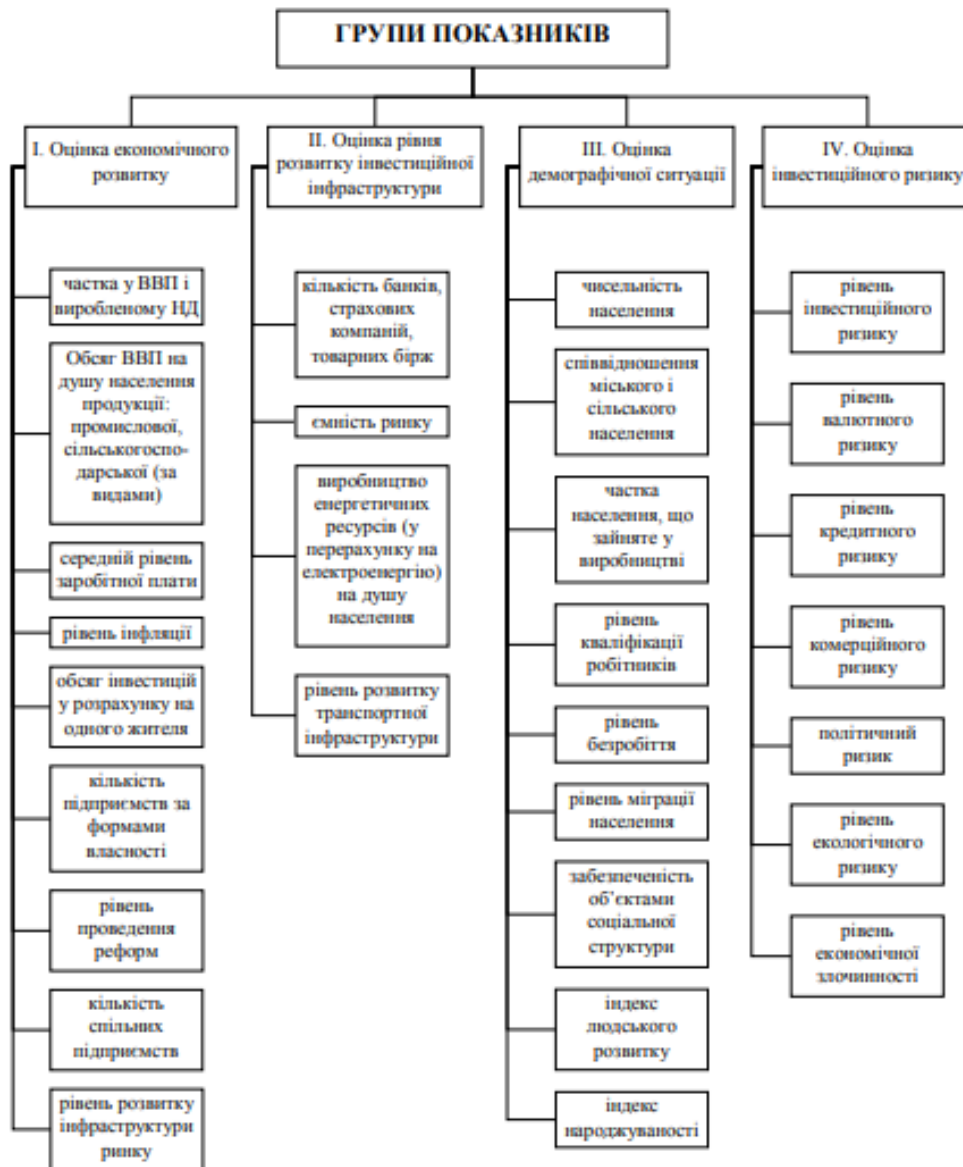 ГРУПИ ПОКАЗНИКІВ
І. Оцінка економічного
розвитку
частка у ВВП і
виробленому НД
Обсяг ВВП на
душу населення
продукції:
промислової,
сільськогоспо-
дарської (за
видами)
середній рівень
заробітної плати
рівень інфляції
обсяг інвестицій
у розрахунку на
одного жителя
кількість
підприємств за
формами
власності
рівень
проведення
реформ
кількість
спільних
підприємств
рівень розвитку
інфраструктури
ринку
ІІ. Оцінка рівня
розвитку інвестиційної
інфраструктури
кількість банків,
страхових
компаній,
товарних бірж
ємність ринку
виробництво
енергетичних
ресурсів (у
перерахунку на
електроенергію)
на душу
населення
рівень розвитку
транспортної
інфраструктури
ІІІ. Оцінка
демографічної ситуації
чисельність
населення
співвідношення
міського і
сільського
населення
частка
населення, що
зайняте у
виробництві
рівень
кваліфікації
робітників
рівень
безробіття
рівень міграції
населення
забезпеченість
об’єктами
соціальної
структури
індекс
людського
розвитку
індекс
народжуваності
IV. Оцінка
інвестиційного ризику
рівень
інвестиційного
ризику
рівень
валютного
ризику
рівень
кредитного
ризику
рівень
комерційного
ризику
політичний
ризик
рівень
екологічного
ризику
рівень
економічної
злочинності